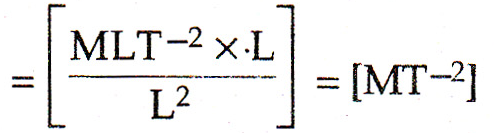 = [ MLT⁻² × ·L / L² ] = [MT⁻²]